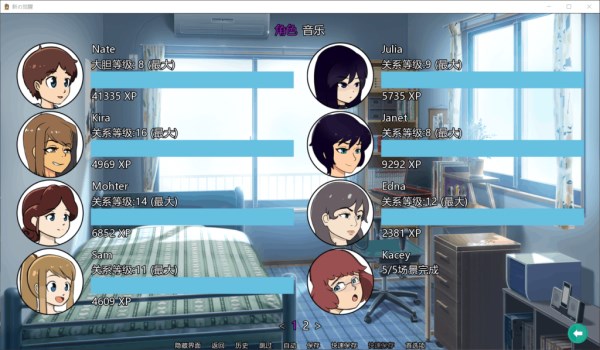 角色 音乐
Nate
大胆等级: 8 (最大)
41335 XP
Julia
关系等级:9 (最大)
5735 XP
Kira
关系等级:16 (最大)
4969 XP
Janet
关系等级:8 (最大)
9292 XP
Mohter
关系等级:14 (最大)
6852 XP
Edna
关系等级:12 (最大)
2381 XP
Sam
关系等级:11 (最大)
4609 XP
Kacey
5/5场景完成
< 1 2 >
隐藏界面 返回 历史 跳过 自动 保存 快速保存 快速读取 首选项